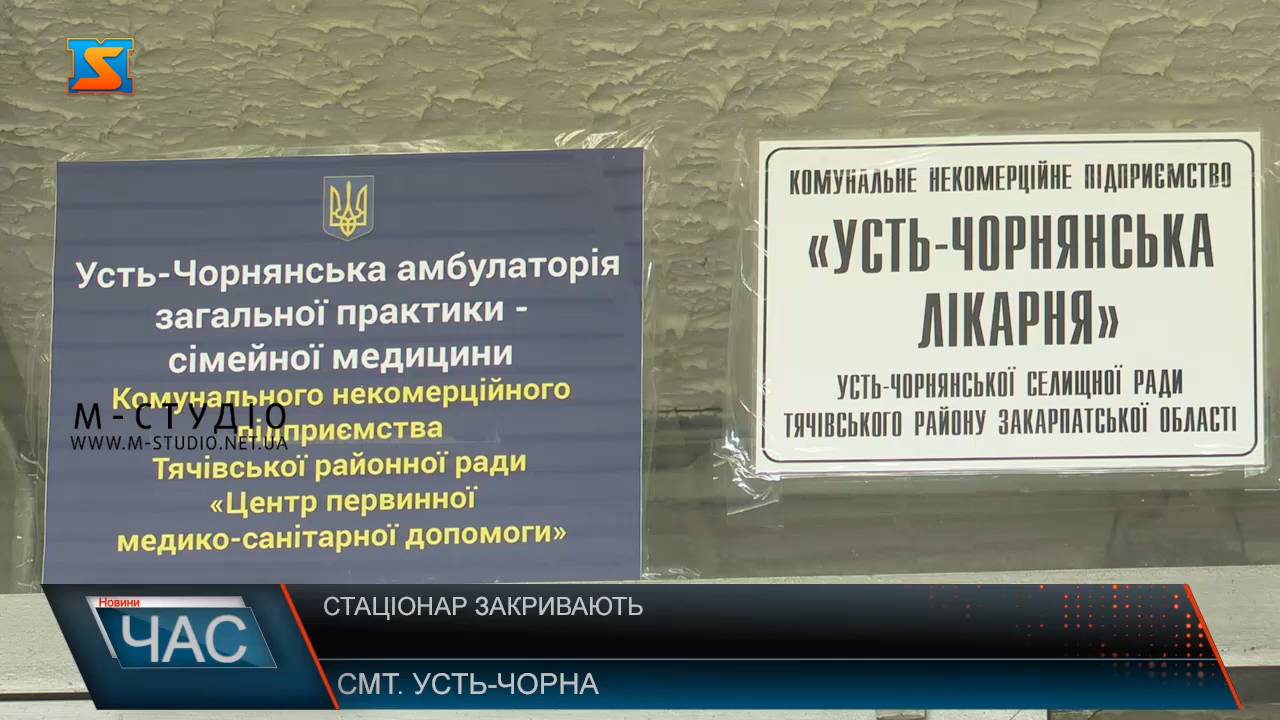 Усть-Чорнянська амбулаторія
загальної практики -
сімейної медицини
Комунального некомерційного
підприємства
Тячівської районної ради
«Центр первинної
медико-санітарної допомоги»
М-СТУДІО
WWW.M-STUDIO.NET.UA
КОМУНАЛЬНЕ НЕКОМЕРЦІЙНЕ ПІДПРИЄМСТВО
«УСТЬ-ЧОРНЯНСЬКА
ЛІКАРНЯ»
УСТЬ-ЧОРНЯНСЬКОЇ СЕЛИЩНОЇ РАДИ
ТЯЧІВСЬКОГО РАЙОНУ ЗАКАРПАТСЬКОЇ ОБЛАСТІ
Новини
ЧАС
СТАЦІОНАР ЗАКРИВАЮТЬ
СМТ. УСТЬ-ЧОРНА